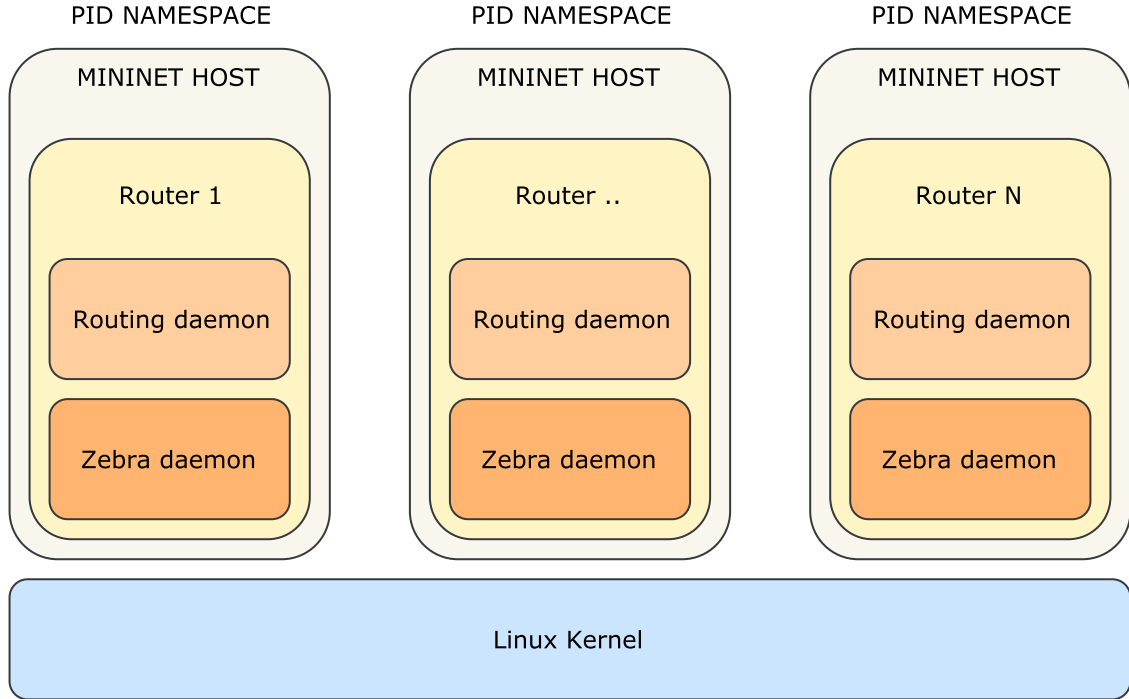 PID NAMESPACE
PID NAMESPACE
PID NAMESPACE
MININET HOST
MININET HOST
MININET HOST
Router 1
Router ..
Router N
Routing daemon
Routing daemon
Routing daemon
Zebra daemon
Zebra daemon
Zebra daemon
Linux Kernel